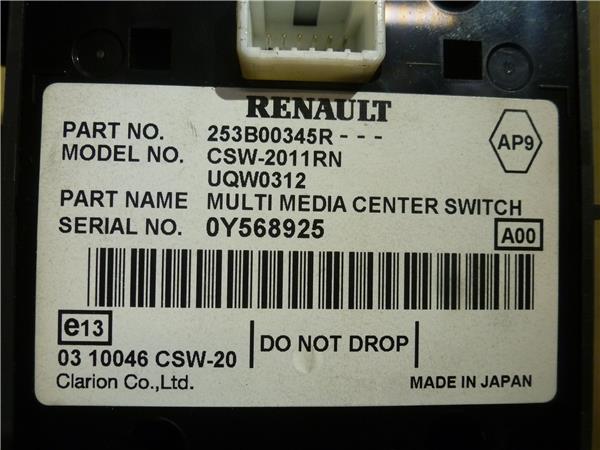 RENAULT
PART NO. 253B00345R - - -
AP9
MODEL NO. CSW-2011RN
UQW0312
PART NAME MULTI MEDIA CENTER SWITCH
SERIAL NO. 0Y568925
A00
e13
DO NOT DROP
03 10046 CSW-20
Clarion Co.,Ltd.
MADE IN JAPAN